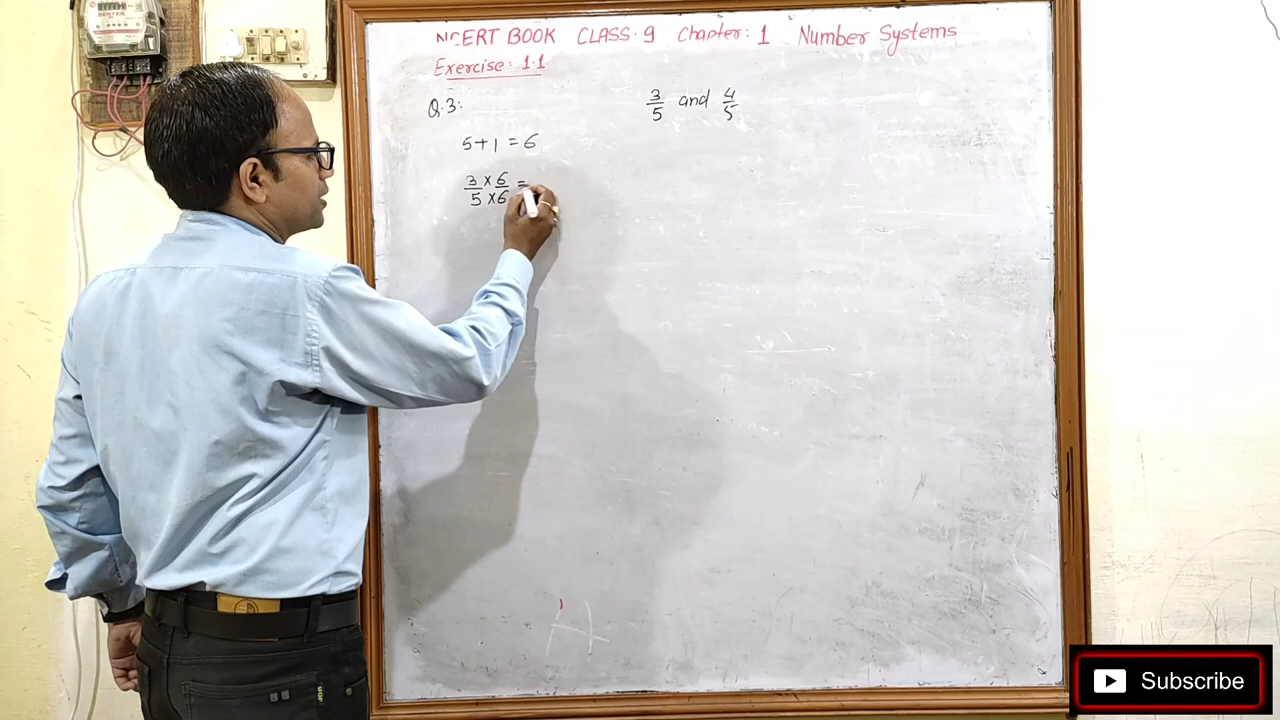 NCERT BOOK CLASS·9 Chapter: 1 Number Systems
Exercise: 1·1
Q.3: 3/5 and 4/5
5+1=6
3/5 × 6/6 =
Subscribe